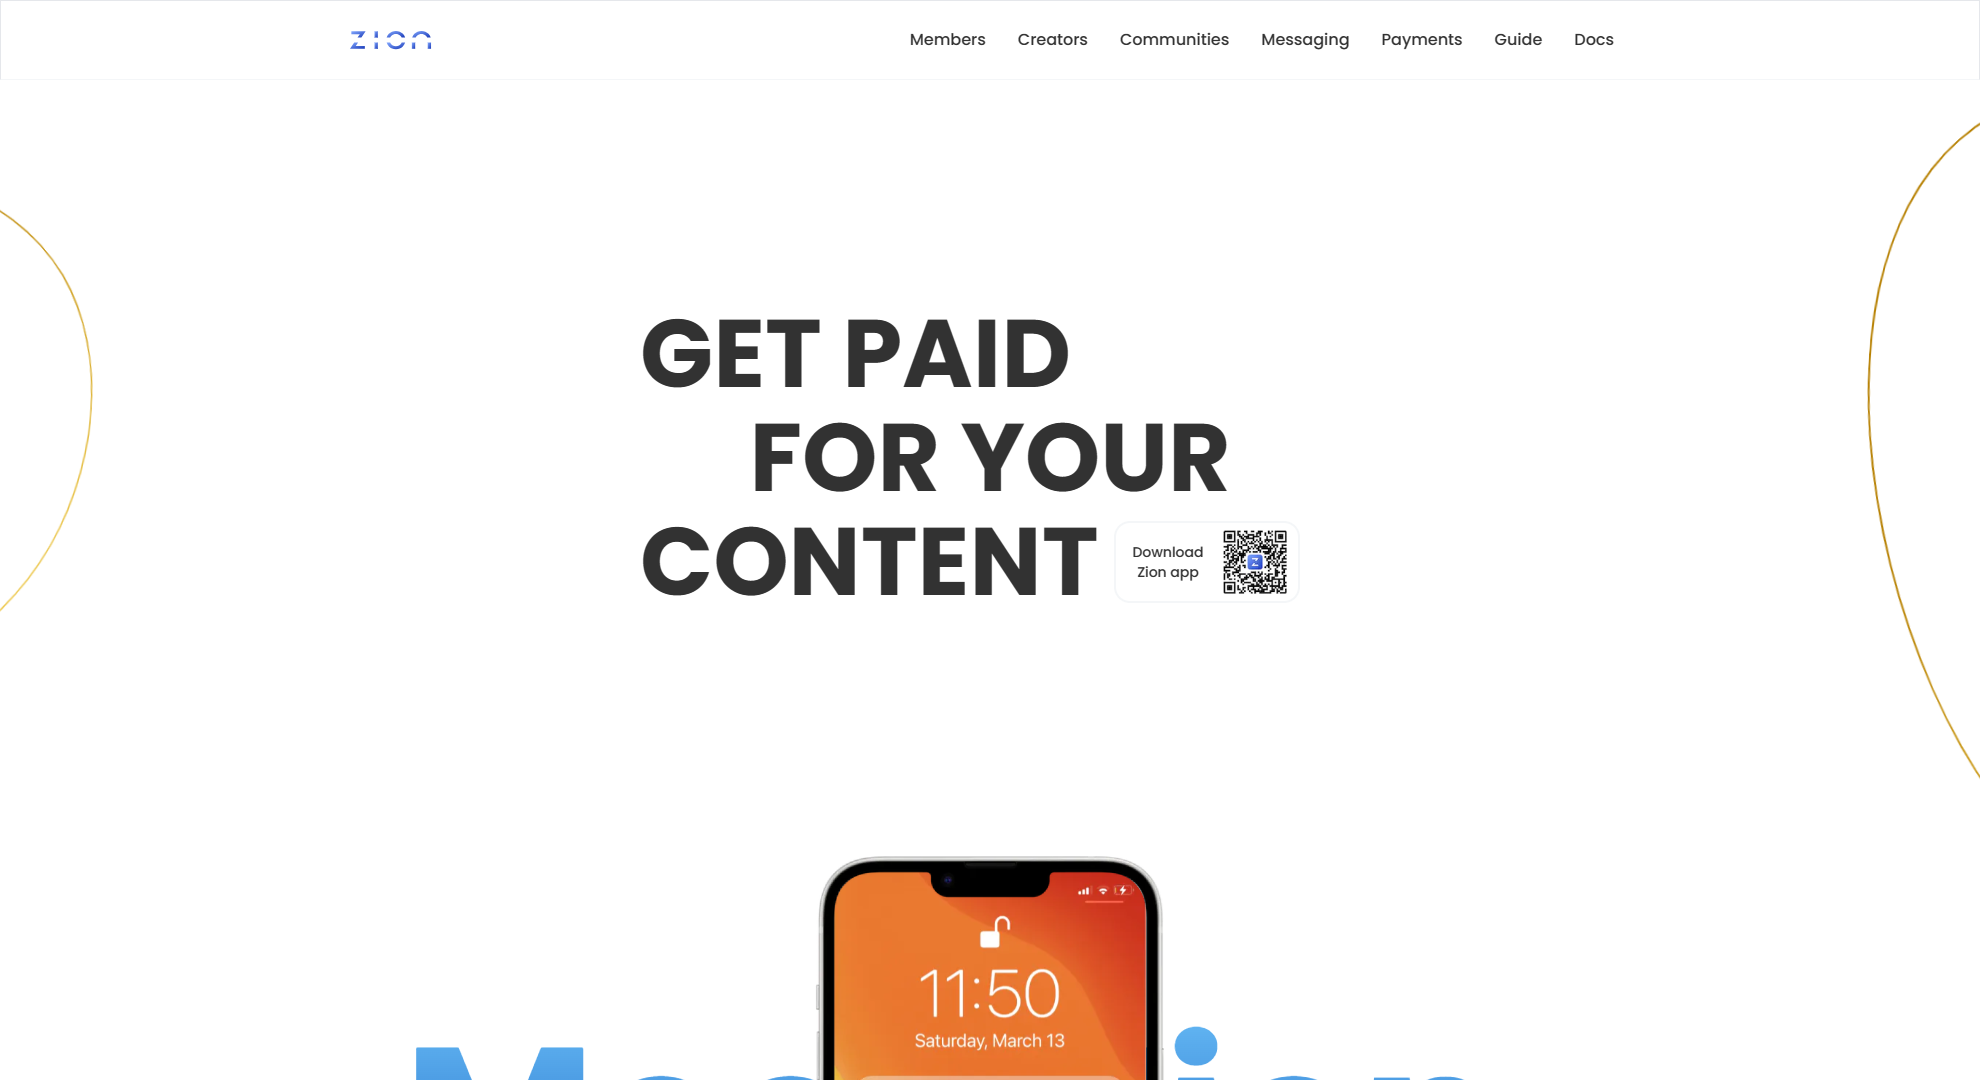 ZION
Members Creators Communities Messaging Payments Guide Docs
GET PAID
FOR YOUR
CONTENT
Download
Zion app
Z
11:50
Saturday, March 13